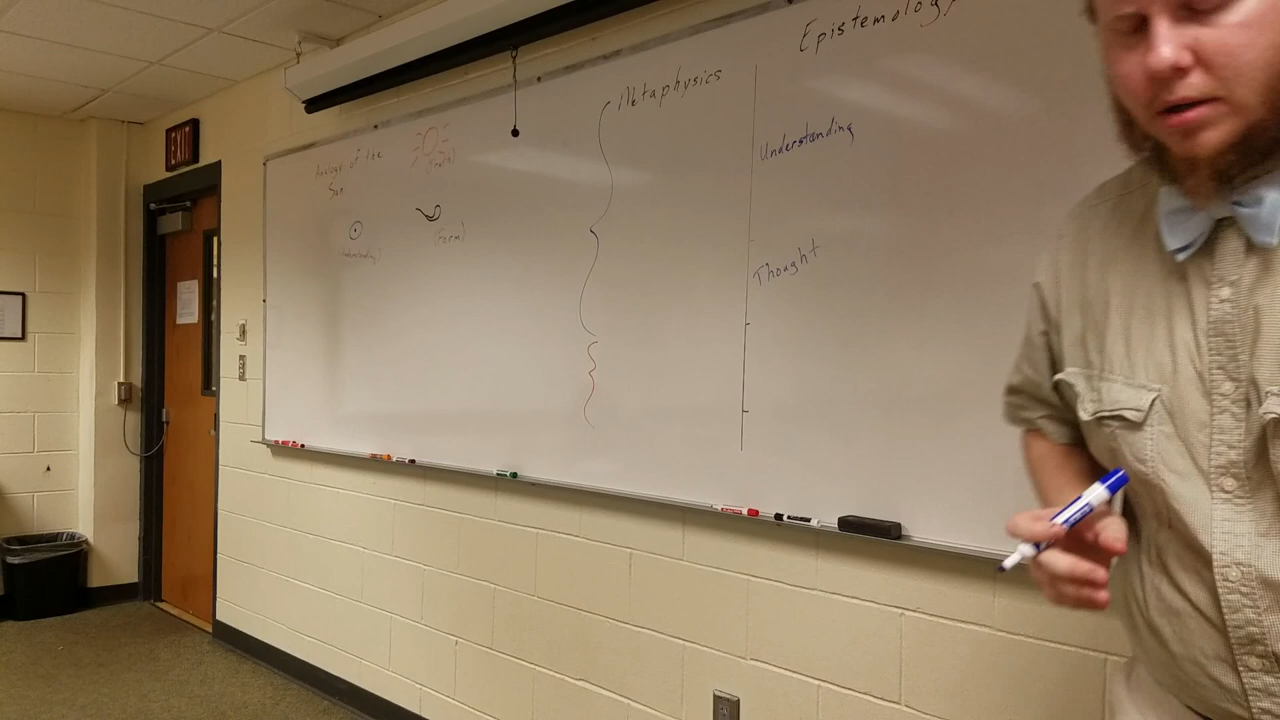 EXIT
Analogy of the
Sun
(Form)
Metaphysics
Epistemology
Understanding
Thought